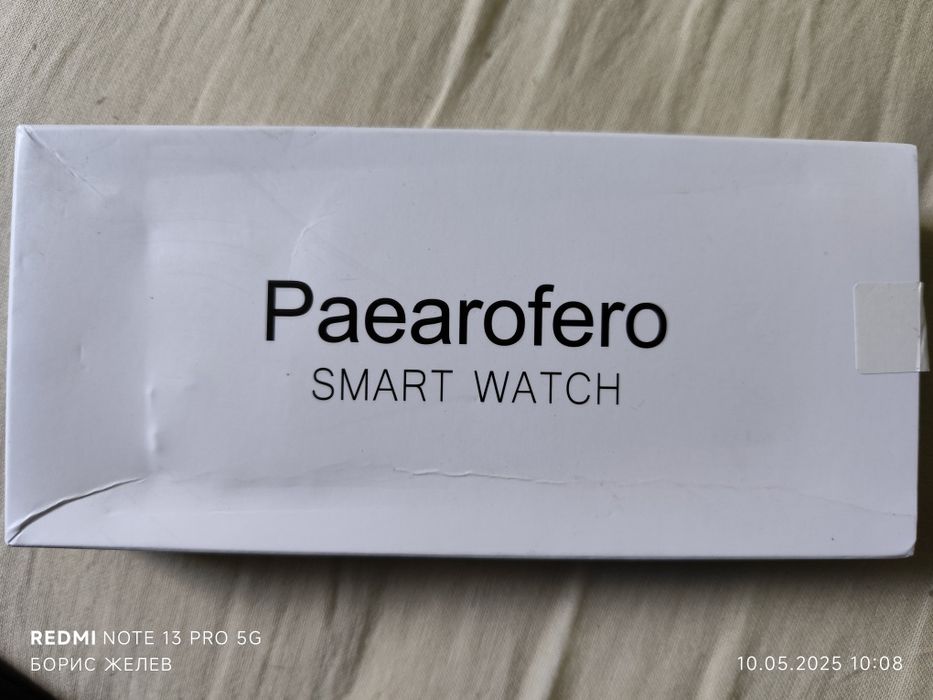 Paearofero
SMART WATCH
REDMI NOTE 13 PRO 5G
БОРИС ЖЕЛЕВ
10.05.2025 10:08